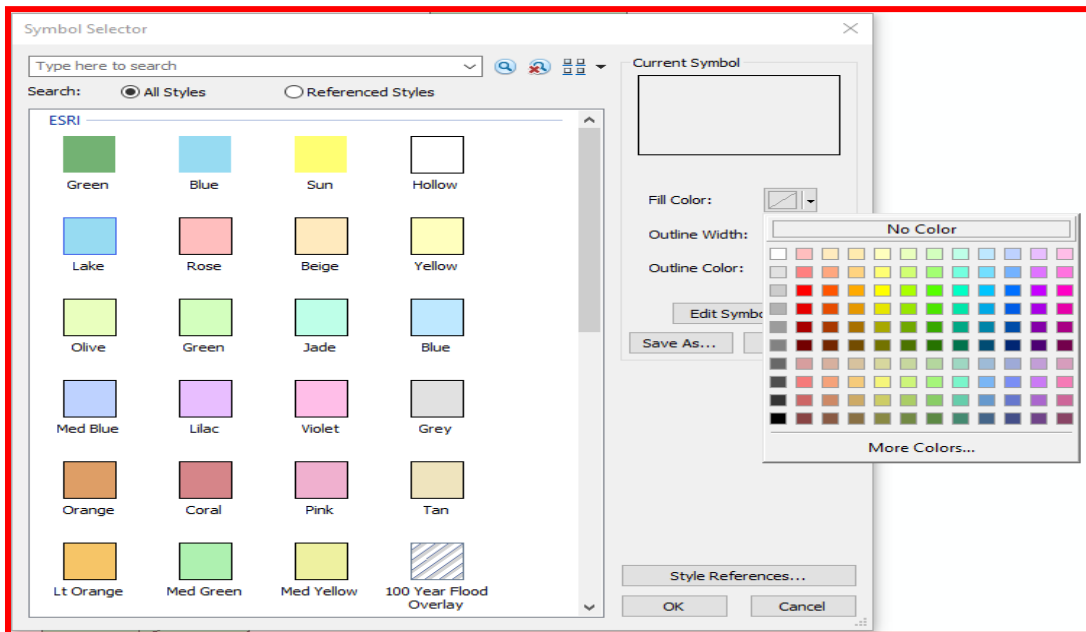 Symbol Selector
Type here to search
Search:
All Styles
Referenced Styles
ESRI
Green Blue Sun Hollow
Lake Rose Beige Yellow
Olive Green Jade Blue
Med Blue Lilac Violet Grey
Orange Coral Pink Tan
Lt Orange Med Green Med Yellow 100 Year Flood
Overlay
Current Symbol
Fill Color:
No Color
Outline Width:
Outline Color:
Edit Symbo
Save As...
More Colors...
Style References...
OK Cancel